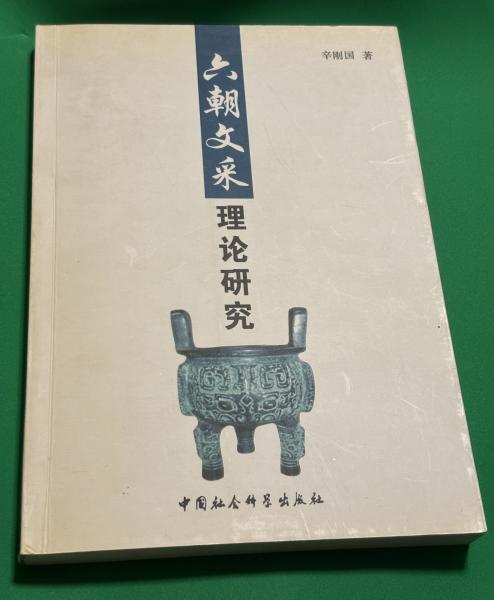 辛刚国 著
六朝文采
理论研究
中国社会科学出版社